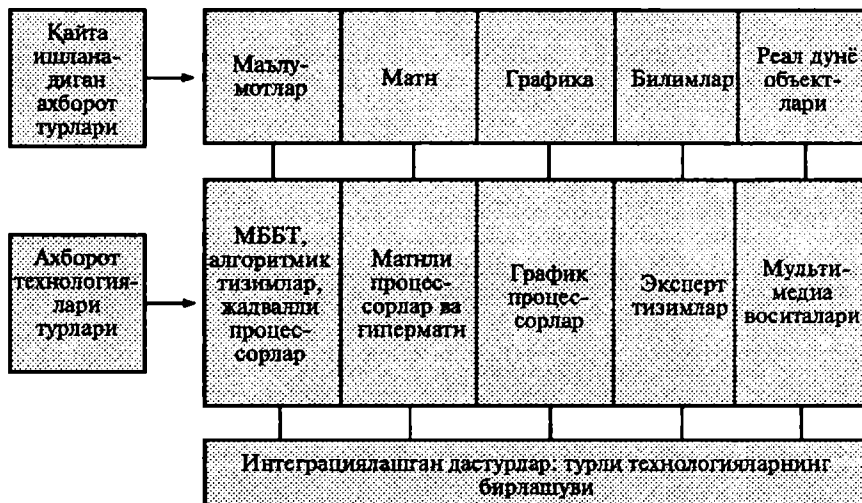 Қайта
ишлана-
диган
ахборот
турлари
Маълу-
мотлар
Матн
Графика
Билимлар
Реал дунё
объект-
лари
Ахборот
технология-
лари
турлари
МББТ,
алгоритмик
тизимлар,
жадвалли
процес-
сорлар
Матнли
процес-
сорлар ва
гиперматн
График
процес-
сорлар
Эксперт
тизимлар
Мульти-
медиа
воситалари
Интеграциялашган дастурлар: турли технологияларнинг
бирлашуви